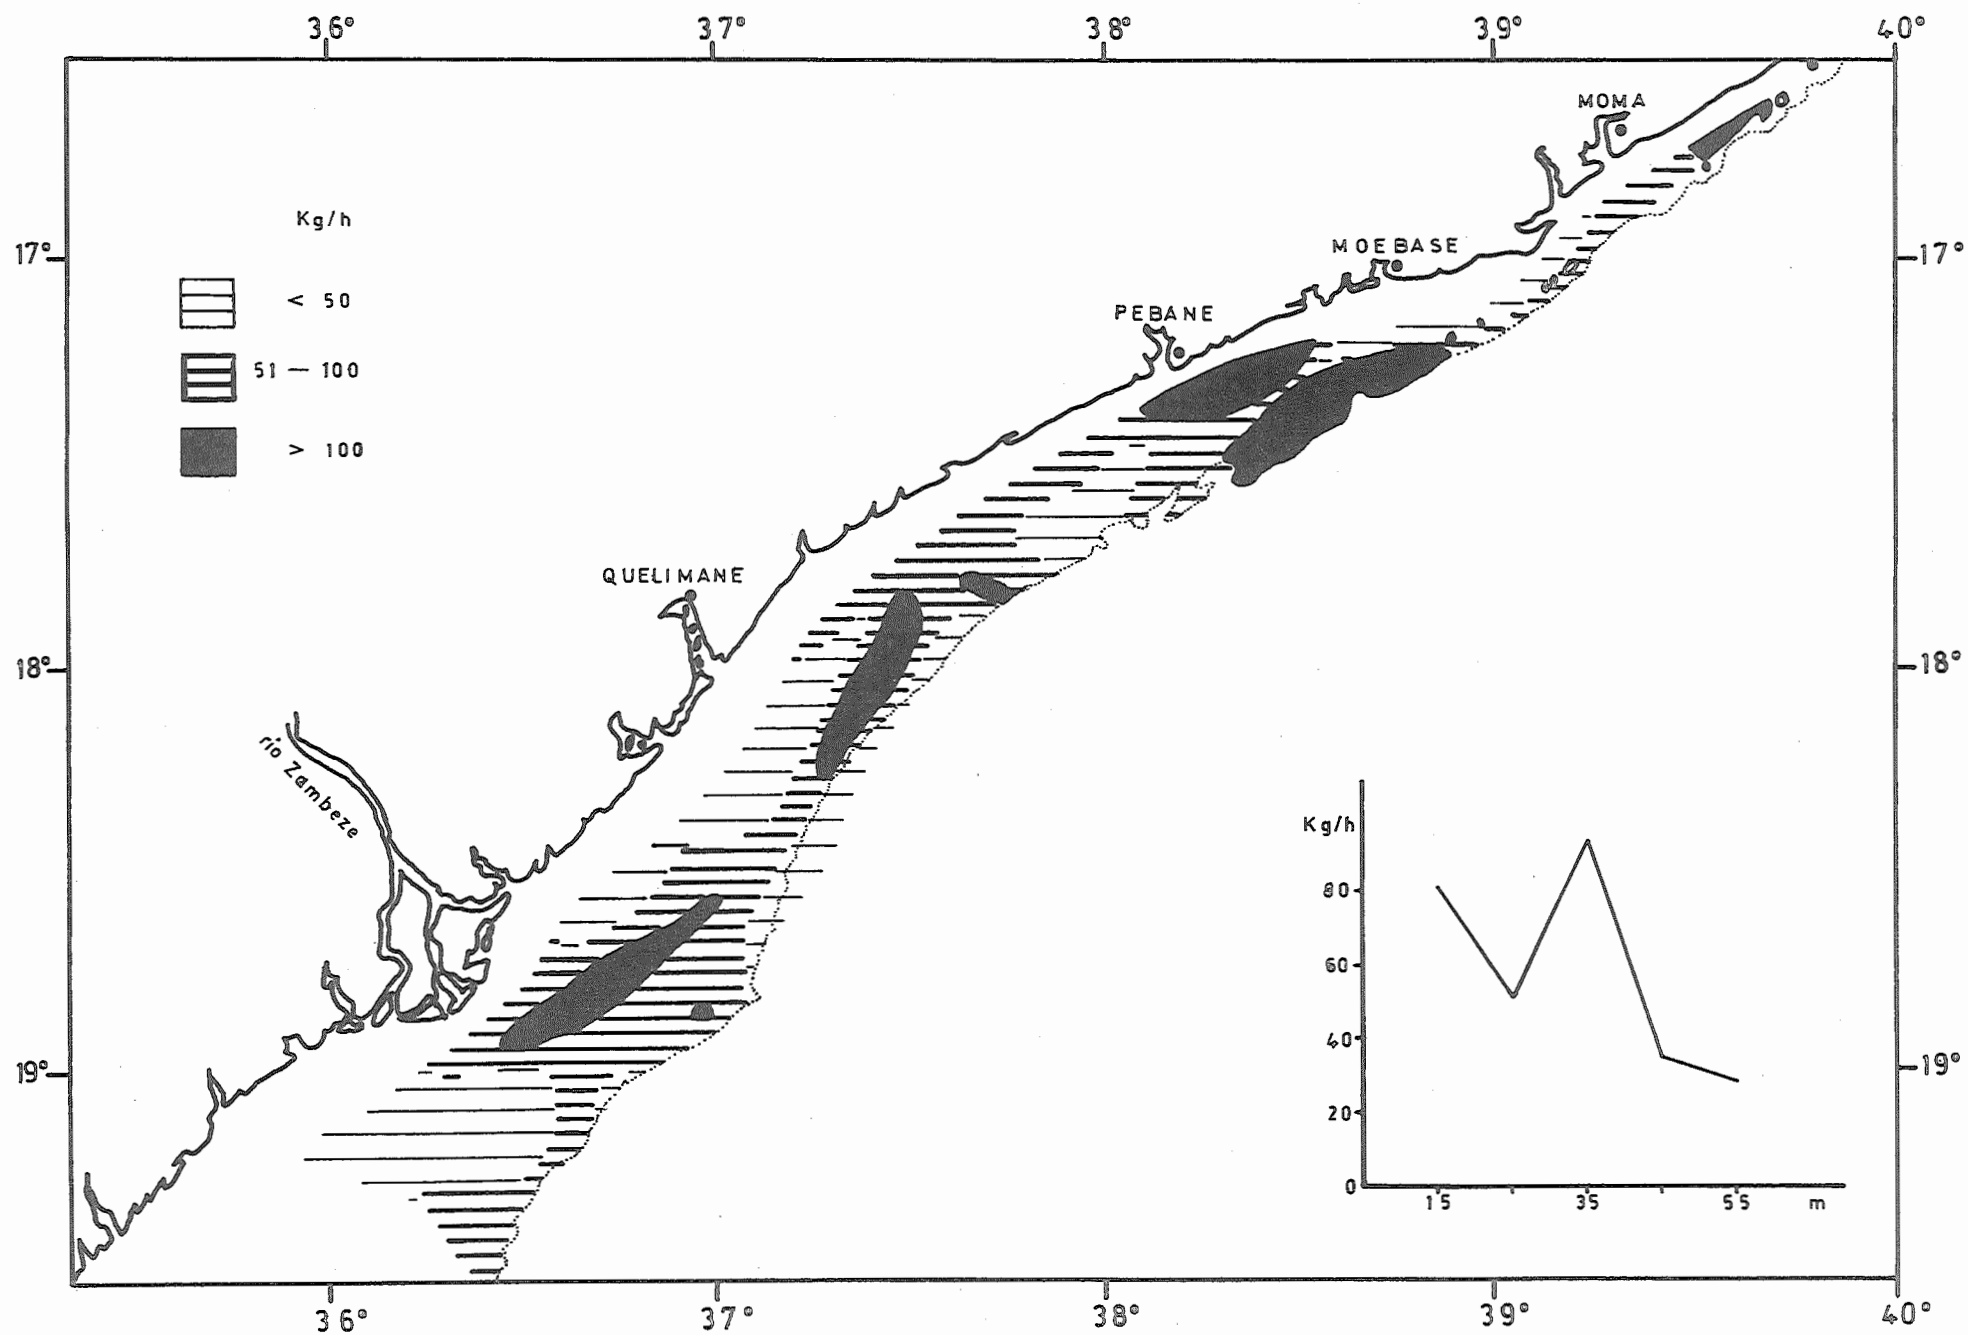 36° 37° 38° 39° 40°
MOMA
Kg/h
17° MOEBASE 17°
< 50
PEBANE
51 — 100
> 100
QUELIMANE
18° 18°
rio Zambeze
Kg/h
80
60
40
20
0
15 35 55 m
19° 19°
36° 37° 38° 39° 40°